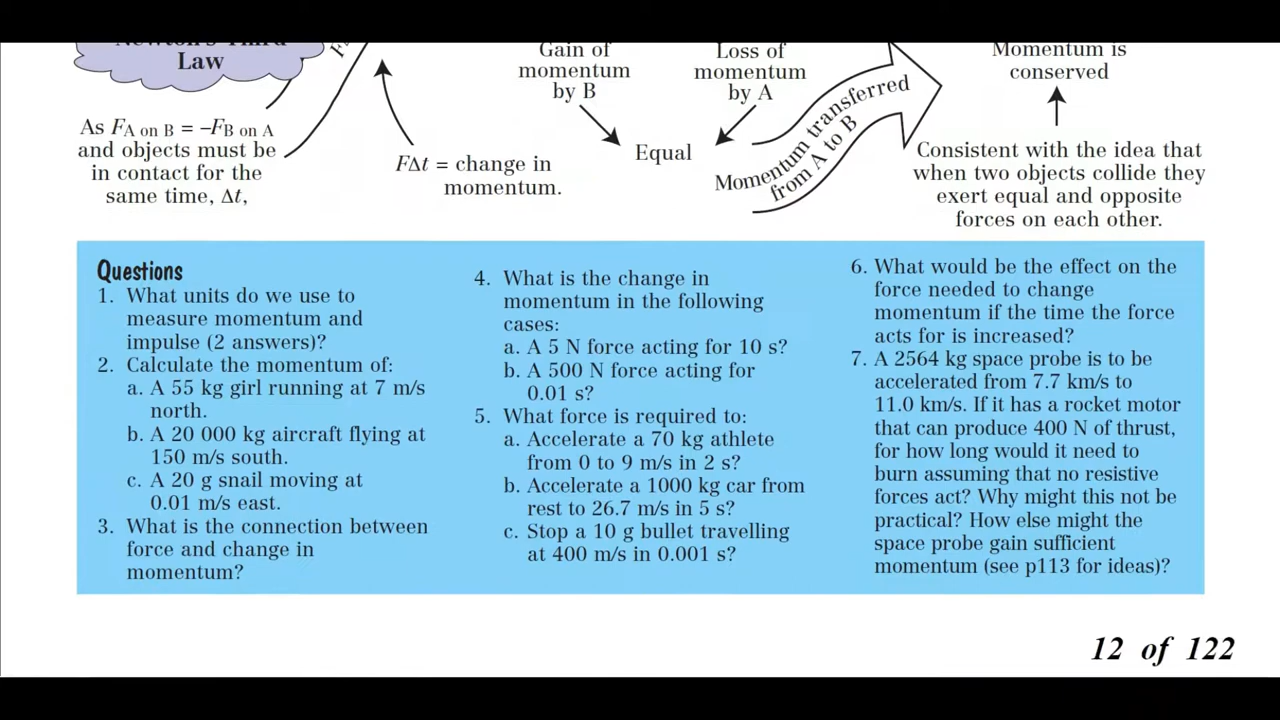 Newton's Third
Law
As FA on B = –FB on A
and objects must be
in contact for the
same time, Δt,
FΔt = change in
momentum.
Gain of
momentum
by B
Loss of
momentum
by A
Equal
Momentum transferred
from A to B
Momentum is
conserved
Consistent with the idea that
when two objects collide they
exert equal and opposite
forces on each other.
Questions
1. What units do we use to
measure momentum and
impulse (2 answers)?
2. Calculate the momentum of:
a. A 55 kg girl running at 7 m/s
north.
b. A 20 000 kg aircraft flying at
150 m/s south.
c. A 20 g snail moving at
0.01 m/s east.
3. What is the connection between
force and change in
momentum?
4. What is the change in
momentum in the following
cases:
a. A 5 N force acting for 10 s?
b. A 500 N force acting for
0.01 s?
5. What force is required to:
a. Accelerate a 70 kg athlete
from 0 to 9 m/s in 2 s?
b. Accelerate a 1000 kg car from
rest to 26.7 m/s in 5 s?
c. Stop a 10 g bullet travelling
at 400 m/s in 0.001 s?
6. What would be the effect on the
force needed to change
momentum if the time the force
acts for is increased?
7. A 2564 kg space probe is to be
accelerated from 7.7 km/s to
11.0 km/s. If it has a rocket motor
that can produce 400 N of thrust,
for how long would it need to
burn assuming that no resistive
forces act? Why might this not be
practical? How else might the
space probe gain sufficient
momentum (see p113 for ideas)?
12 of 122